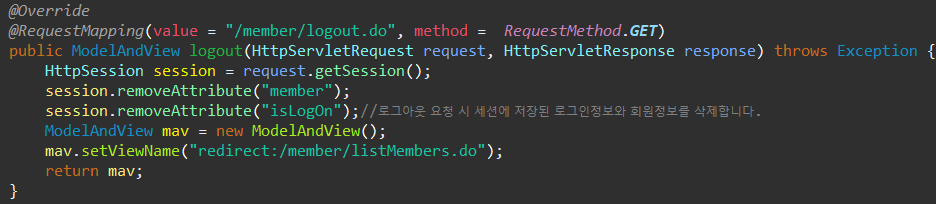 @Override
@RequestMapping(value = "/member/logout.do", method =  RequestMethod.GET)
public ModelAndView logout(HttpServletRequest request, HttpServletResponse response) throws Exception {
    HttpSession session = request.getSession();
    session.removeAttribute("member");
    session.removeAttribute("isLogOn");//로그아웃 요청 시 세션에 저장된 로그인정보와 회원정보를 삭제합니다.
    ModelAndView mav = new ModelAndView();
    mav.setViewName("redirect:/member/listMembers.do");
    return mav;
}